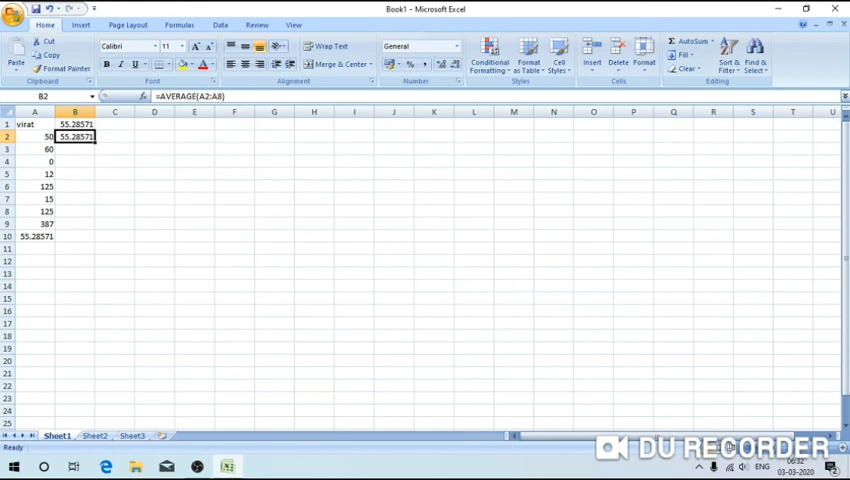 Book1 - Microsoft Excel
Home Insert Page Layout Formulas Data Review View
Cut
Copy
Format Painter
Paste
Clipboard
Calibri 11
B I U
Font
Wrap Text
Merge & Center
Alignment
General
Number
Conditional Formatting
Format as Table
Cell Styles
Styles
Insert Delete Format
Cells
AutoSum
Fill
Clear
Sort & Filter
Find & Select
Editing
B2 fx =AVERAGE(A2:A8)
A B C D E F G H I J K L M N O P Q R S T U
1 virat 55.28571
2 50 55.28571
3 60
4 0
5 12
6 125
7 15
8 125
9 387
10 55.28571
11
12
13
14
15
16
17
18
19
20
21
22
23
24
25
Sheet1 Sheet2 Sheet3
Ready
DU RECORDER
ENG
06:32
03-03-2020